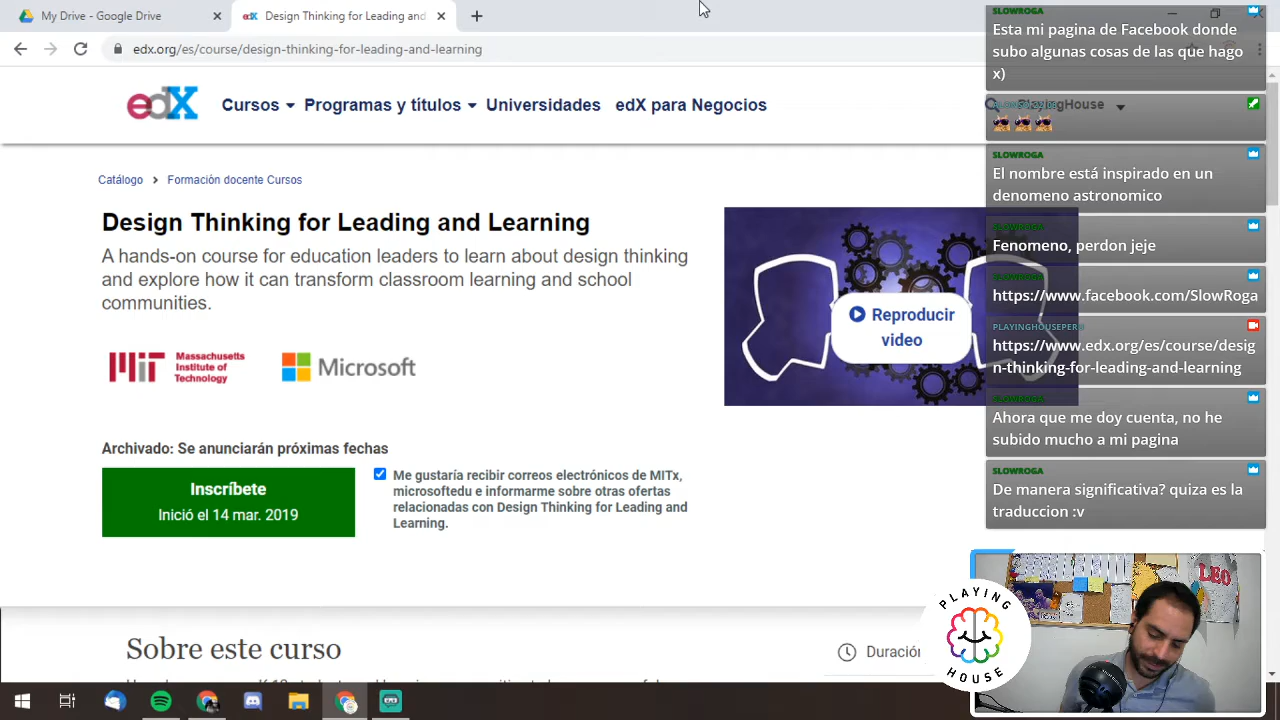 My Drive - Google Drive
Design Thinking for Leading and
edx.org/es/course/design-thinking-for-leading-and-learning
edX
Cursos
Programas y títulos
Universidades
edX para Negocios
PlayingHouse
Catálogo
Formación docente Cursos
Design Thinking for Leading and Learning
A hands-on course for education leaders to learn about design thinking
and explore how it can transform classroom learning and school
communities.
Massachusetts
Institute of
Technology
Microsoft
Reproducir
video
Archivado: Se anunciarán próximas fechas
Inscríbete
Inició el 14 mar. 2019
Me gustaría recibir correos electrónicos de MITx,
microsoftedu e informarme sobre otras ofertas
relacionadas con Design Thinking for Leading and
Learning.
Sobre este curso
Duración
SLOWROGA
Esta mi pagina de Facebook donde
subo algunas cosas de las que hago
x)
SLOWROGA
El nombre está inspirado en un
denomeno astronomico
SLOWROGA
Fenomeno, perdon jeje
SLOWROGA
https://www.facebook.com/SlowRoga
PLAYINGHOUSEPERU
https://www.edx.org/es/course/desig
n-thinking-for-leading-and-learning
SLOWROGA
Ahora que me doy cuenta, no he
subido mucho a mi pagina
SLOWROGA
De manera significativa? quiza es la
traduccion :v
PLAYING
HOUSE
LEO